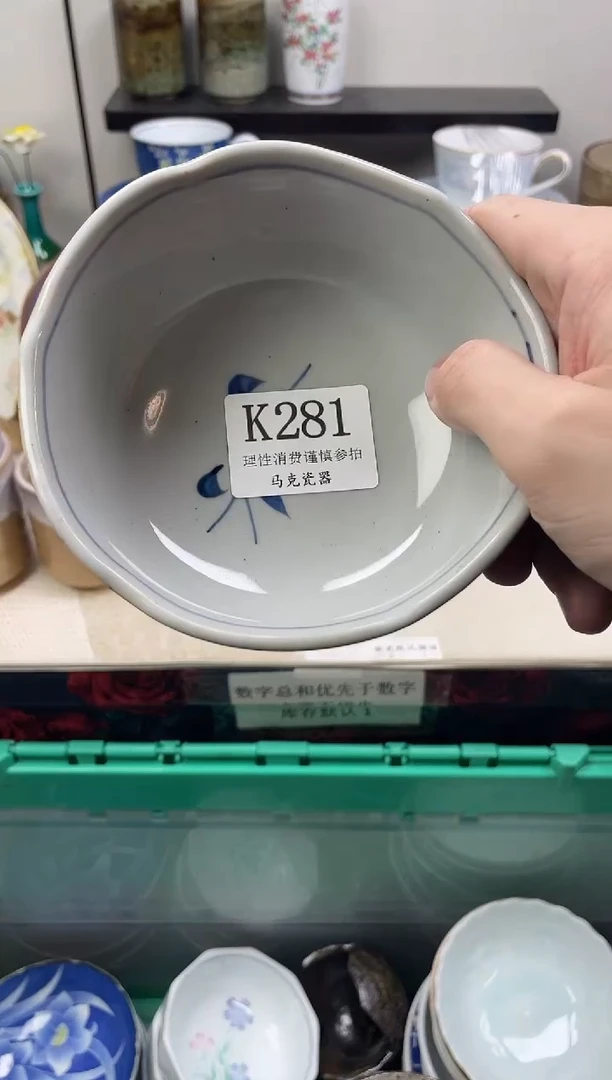 K281
理性消费谨慎参拍
马克瓷器
数字总和优先于数字
库存默认1